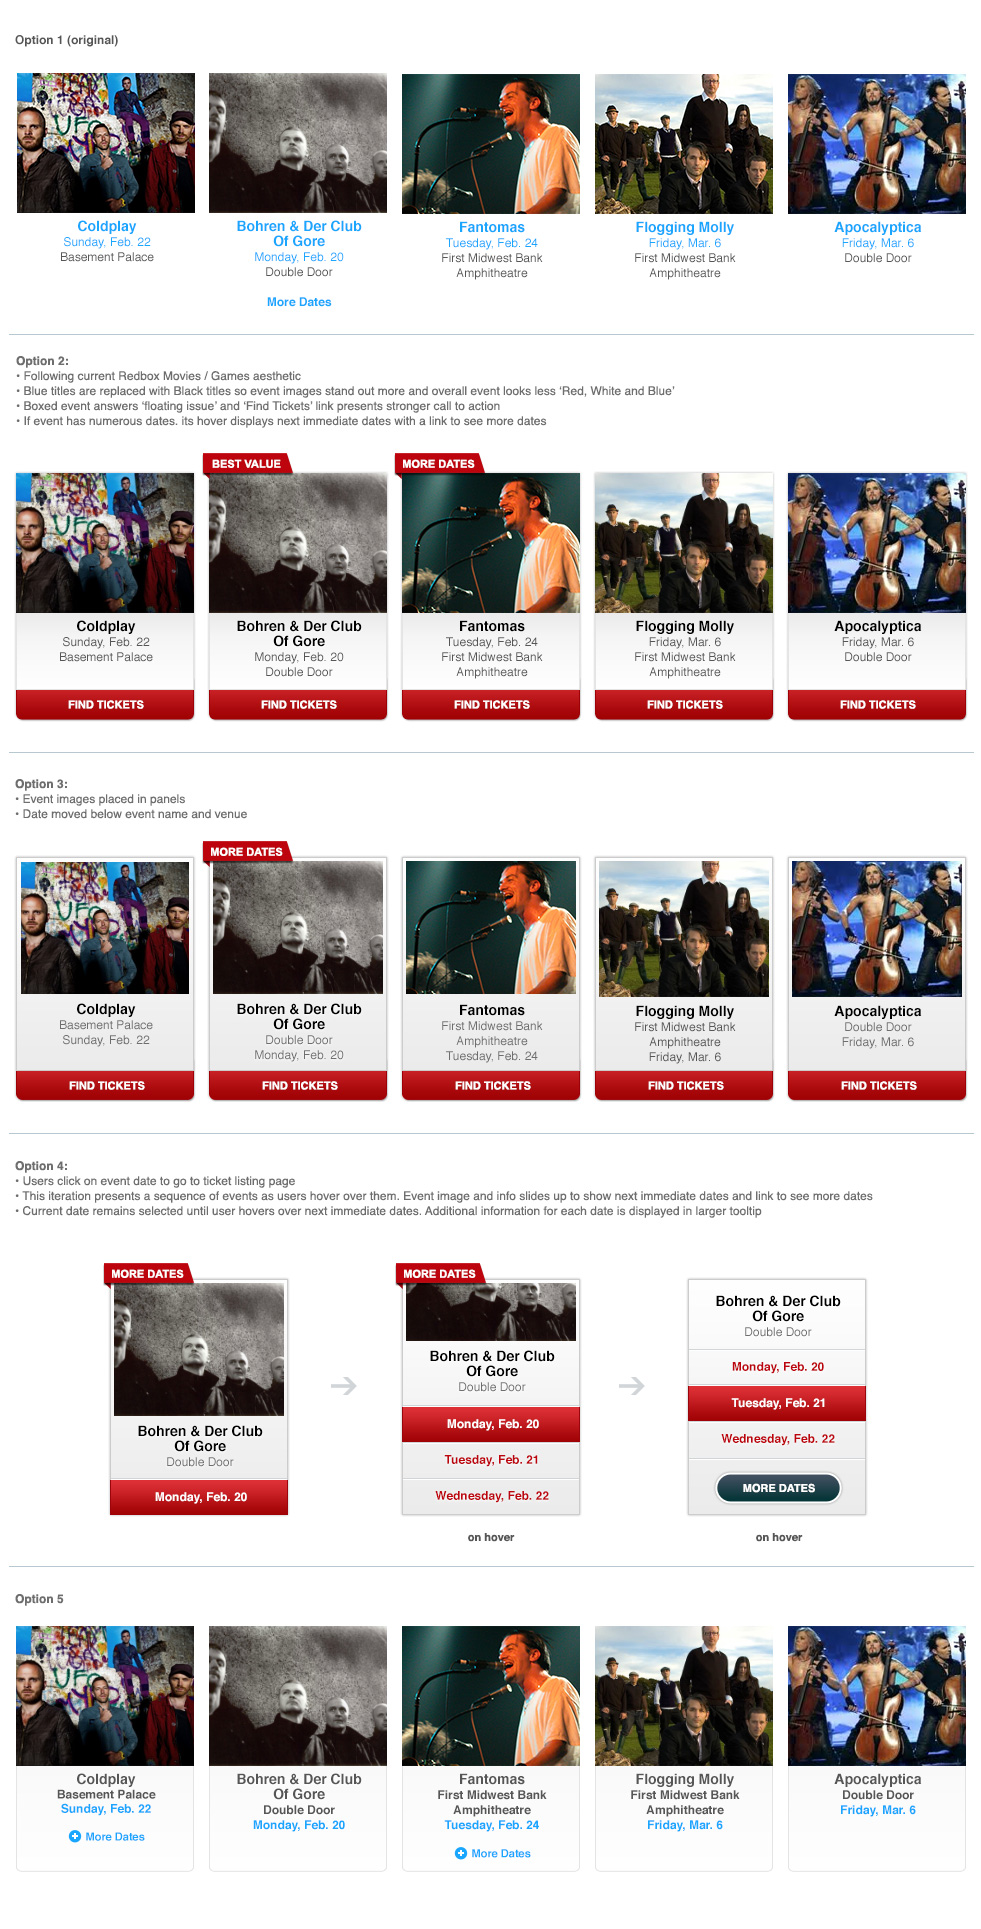 Option 1 (original)
UFO
Coldplay
Sunday, Feb. 22
Basement Palace
Bohren & Der Club
Of Gore
Monday, Feb. 20
Double Door
More Dates
Fantomas
Tuesday, Feb. 24
First Midwest Bank
Amphitheatre
Flogging Molly
Friday, Mar. 6
First Midwest Bank
Amphitheatre
Apocalyptica
Friday, Mar. 6
Double Door
Option 2:
• Following current Redbox Movies / Games aesthetic
• Blue titles are replaced with Black titles so event images stand out more and overall event looks less ‘Red, White and Blue’
• Boxed event answers ‘floating issue’ and ‘Find Tickets’ link presents stronger call to action
• If event has numerous dates. its hover displays next immediate dates with a link to see more dates
UFO
Coldplay
Sunday, Feb. 22
Basement Palace
FIND TICKETS
BEST VALUE
Bohren & Der Club
Of Gore
Monday, Feb. 20
Double Door
FIND TICKETS
MORE DATES
Fantomas
Tuesday, Feb. 24
First Midwest Bank
Amphitheatre
FIND TICKETS
Flogging Molly
Friday, Mar. 6
First Midwest Bank
Amphitheatre
FIND TICKETS
Apocalyptica
Friday, Mar. 6
Double Door
FIND TICKETS
Option 3:
• Event images placed in panels
• Date moved below event name and venue
UFO
Coldplay
Basement Palace
Sunday, Feb. 22
FIND TICKETS
MORE DATES
Bohren & Der Club
Of Gore
Double Door
Monday, Feb. 20
FIND TICKETS
Fantomas
First Midwest Bank
Amphitheatre
Tuesday, Feb. 24
FIND TICKETS
Flogging Molly
First Midwest Bank
Amphitheatre
Friday, Mar. 6
FIND TICKETS
Apocalyptica
Double Door
Friday, Mar. 6
FIND TICKETS
Option 4:
• Users click on event date to go to ticket listing page
• This iteration presents a sequence of events as users hover over them. Event image and info slides up to show next immediate dates and link to see more dates
• Current date remains selected until user hovers over next immediate dates. Additional information for each date is displayed in larger tooltip
MORE DATES
Bohren & Der Club
Of Gore
Double Door
Monday, Feb. 20
MORE DATES
Bohren & Der Club
Of Gore
Double Door
Monday, Feb. 20
Tuesday, Feb. 21
Wednesday, Feb. 22
on hover
Bohren & Der Club
Of Gore
Double Door
Monday, Feb. 20
Tuesday, Feb. 21
Wednesday, Feb. 22
MORE DATES
on hover
Option 5
UFO
Coldplay
Basement Palace
Sunday, Feb. 22
More Dates
Bohren & Der Club
Of Gore
Double Door
Monday, Feb. 20
Fantomas
First Midwest Bank
Amphitheatre
Tuesday, Feb. 24
More Dates
Flogging Molly
First Midwest Bank
Amphitheatre
Friday, Mar. 6
Apocalyptica
Double Door
Friday, Mar. 6